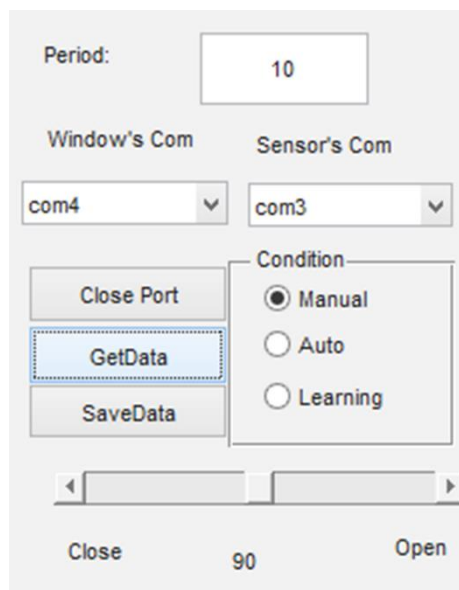 Period:
10
Window's Com
Sensor's Com
com4
com3
Condition
Close Port
Manual
GetData
Auto
SaveData
Learning
Close
90
Open